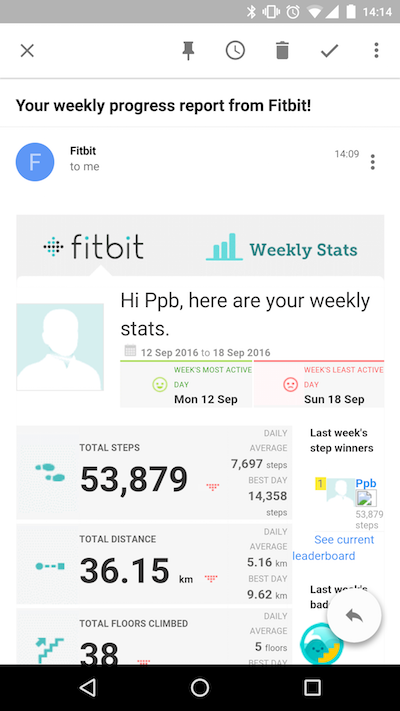 14:14
Your weekly progress report from Fitbit!
F
Fitbit
to me
14:09
fitbit
Weekly Stats
Hi Ppb, here are your weekly
stats.
12 Sep 2016 to 18 Sep 2016
WEEK'S MOST ACTIVE
DAY
Mon 12 Sep
WEEK'S LEAST ACTIVE
DAY
Sun 18 Sep
TOTAL STEPS
53,879
DAILY
AVERAGE
7,697 steps
BEST DAY
14,358
steps
TOTAL DISTANCE
36.15 km
DAILY
AVERAGE
5.16 km
BEST DAY
9.62 km
TOTAL FLOORS CLIMBED
38
DAILY
AVERAGE
5 floors
BEST DAY
Last week's
step winners
1
Ppb
53,879
steps
See current
leaderboard
Last week's